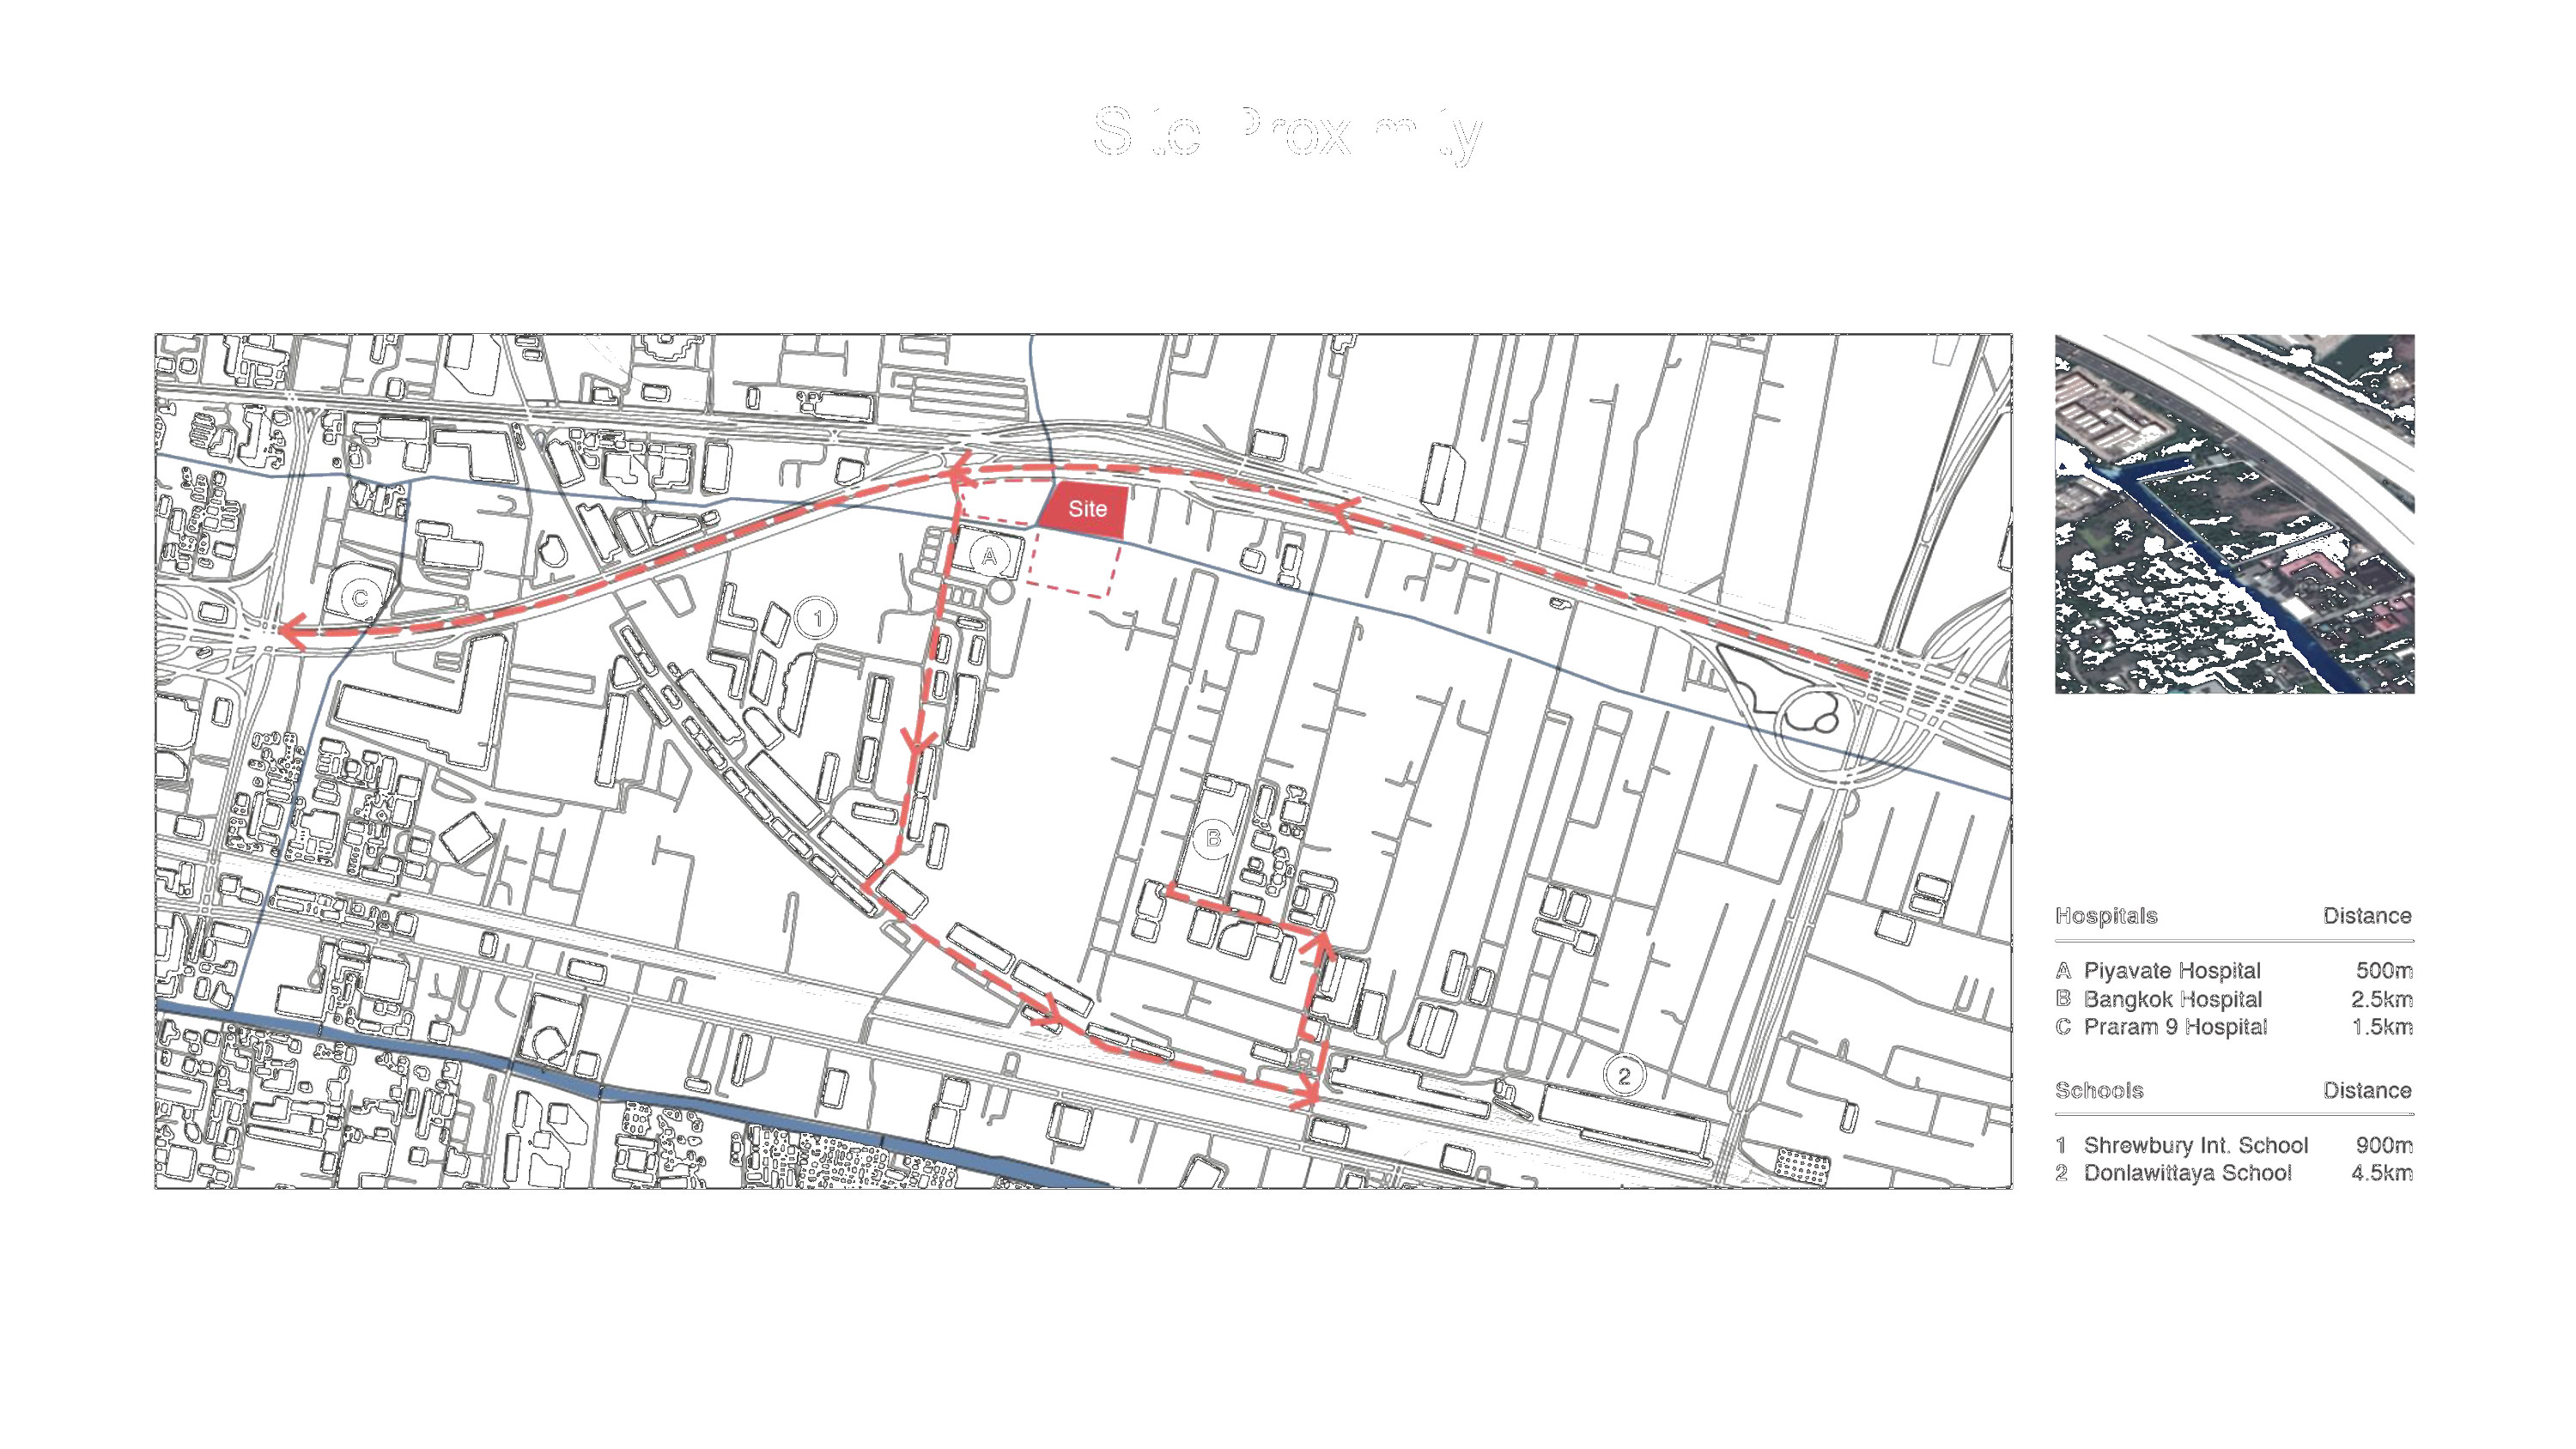 Site Proximity
Site
A
C
1
B
2
Hospitals Distance
A Piyavate Hospital 500m
B Bangkok Hospital 2.5km
C Praram 9 Hospital 1.5km
Schools Distance
1 Shrewbury Int. School 900m
2 Donlawittaya School 4.5km